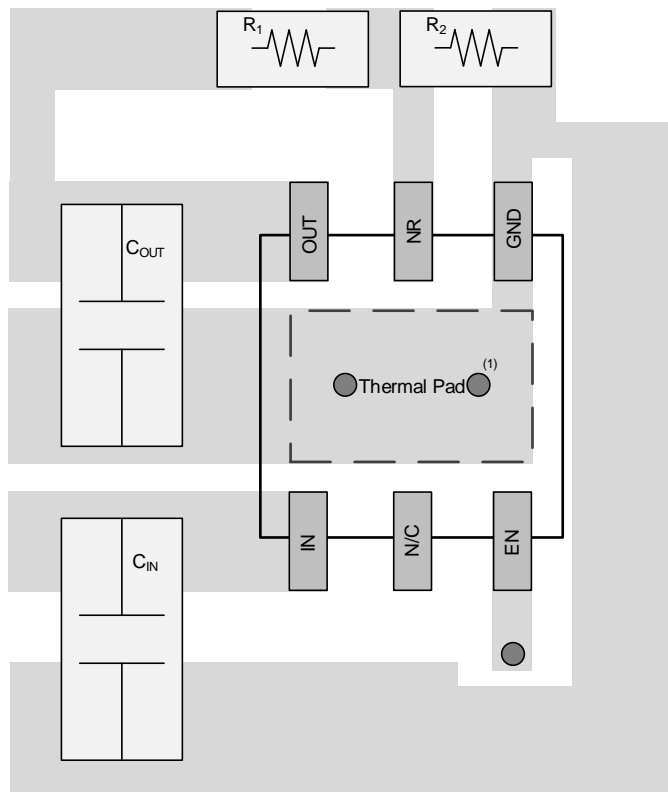 R1
R2
OUT
NR
GND
COUT
(1)
Thermal Pad
IN
N/C
EN
CIN